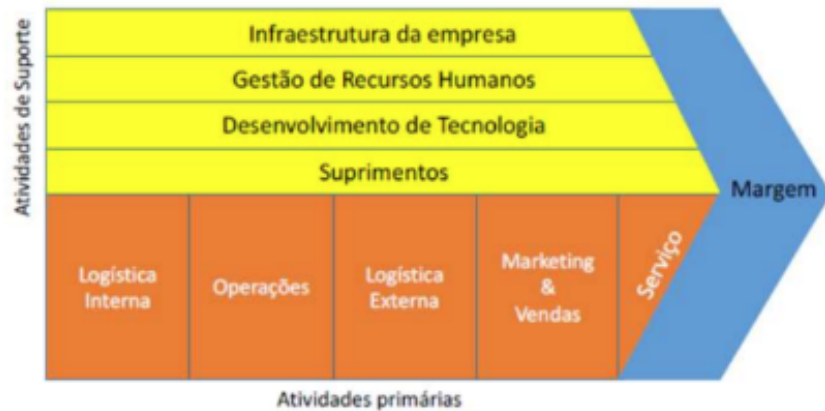 Atividades de Suporte
Infraestrutura da empresa
Gestão de Recursos Humanos
Desenvolvimento de Tecnologia
Suprimentos
Logística
Interna
Operações
Logística
Externa
Marketing
&
Vendas
Serviço
Margem
Atividades primárias